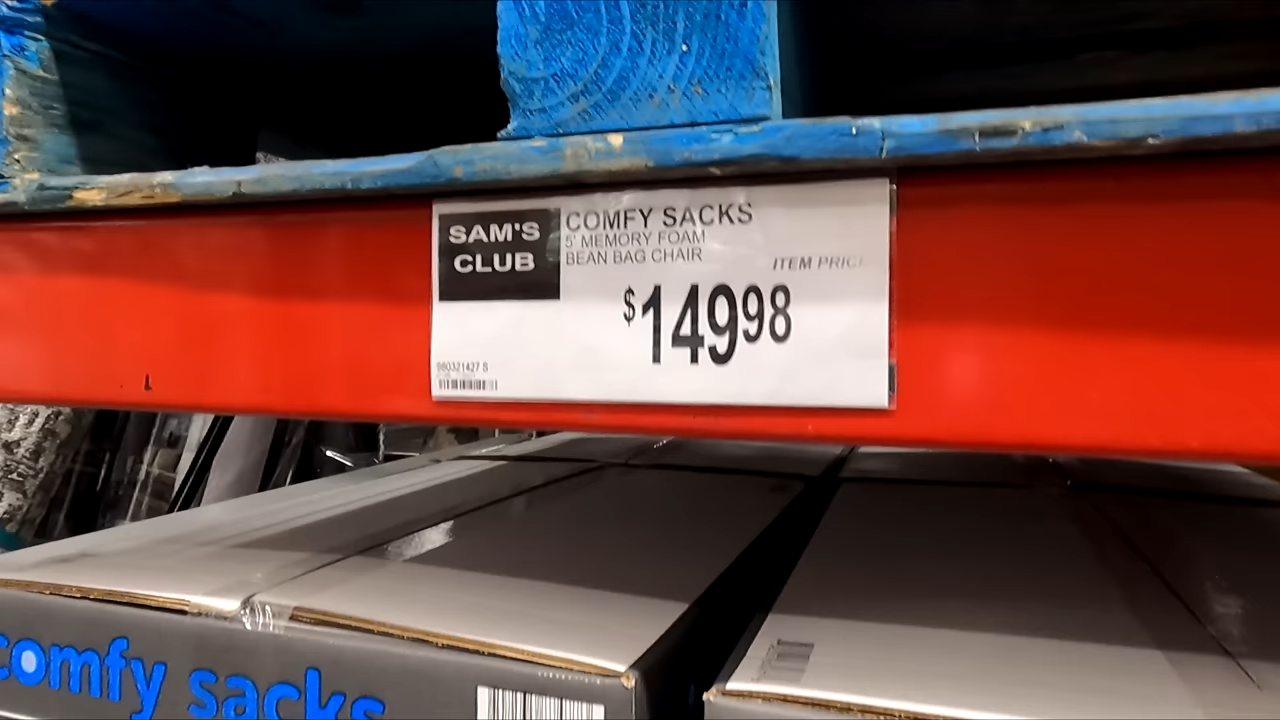 SAM'S
CLUB
COMFY SACKS
5' MEMORY FOAM
BEAN BAG CHAIR
ITEM PRICE
$149 98
980321427 S
comfy sacks